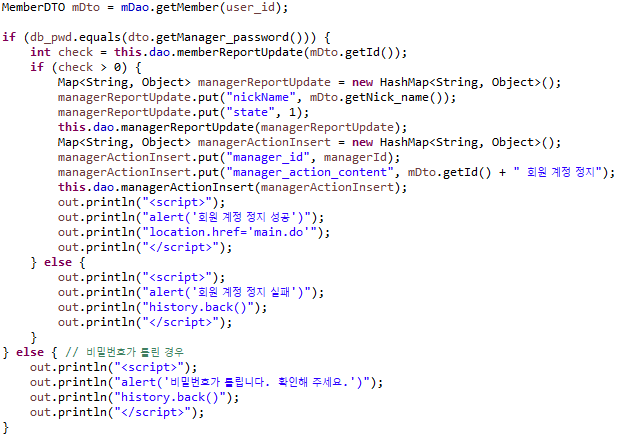 MemberDTO mDto = mDao.getMember(user_id);
if (db_pwd.equals(dto.getManager_password())) {
int check = this.dao.memberReportUpdate(mDto.getId());
if (check > 0) {
Map<String, Object> managerReportUpdate = new HashMap<String, Object>();
managerReportUpdate.put("nickName", mDto.getNick_name());
managerReportUpdate.put("state", 1);
this.dao.managerReportUpdate(managerReportUpdate);
Map<String, Object> managerActionInsert = new HashMap<String, Object>();
managerActionInsert.put("manager_id", managerId);
managerActionInsert.put("manager_action_content", mDto.getId() + " 회원 계정 정지");
this.dao.managerActionInsert(managerActionInsert);
out.println("<script>");
out.println("alert('회원 계정 정지 성공')");
out.println("location.href='main.do'");
out.println("</script>");
} else {
out.println("<script>");
out.println("alert('회원 계정 정지 실패')");
out.println("history.back()");
out.println("</script>");
}
} else { // 비밀번호가 틀린 경우
out.println("<script>");
out.println("alert('비밀번호가 틀립니다. 확인해 주세요.')");
out.println("history.back()");
out.println("</script>");
}